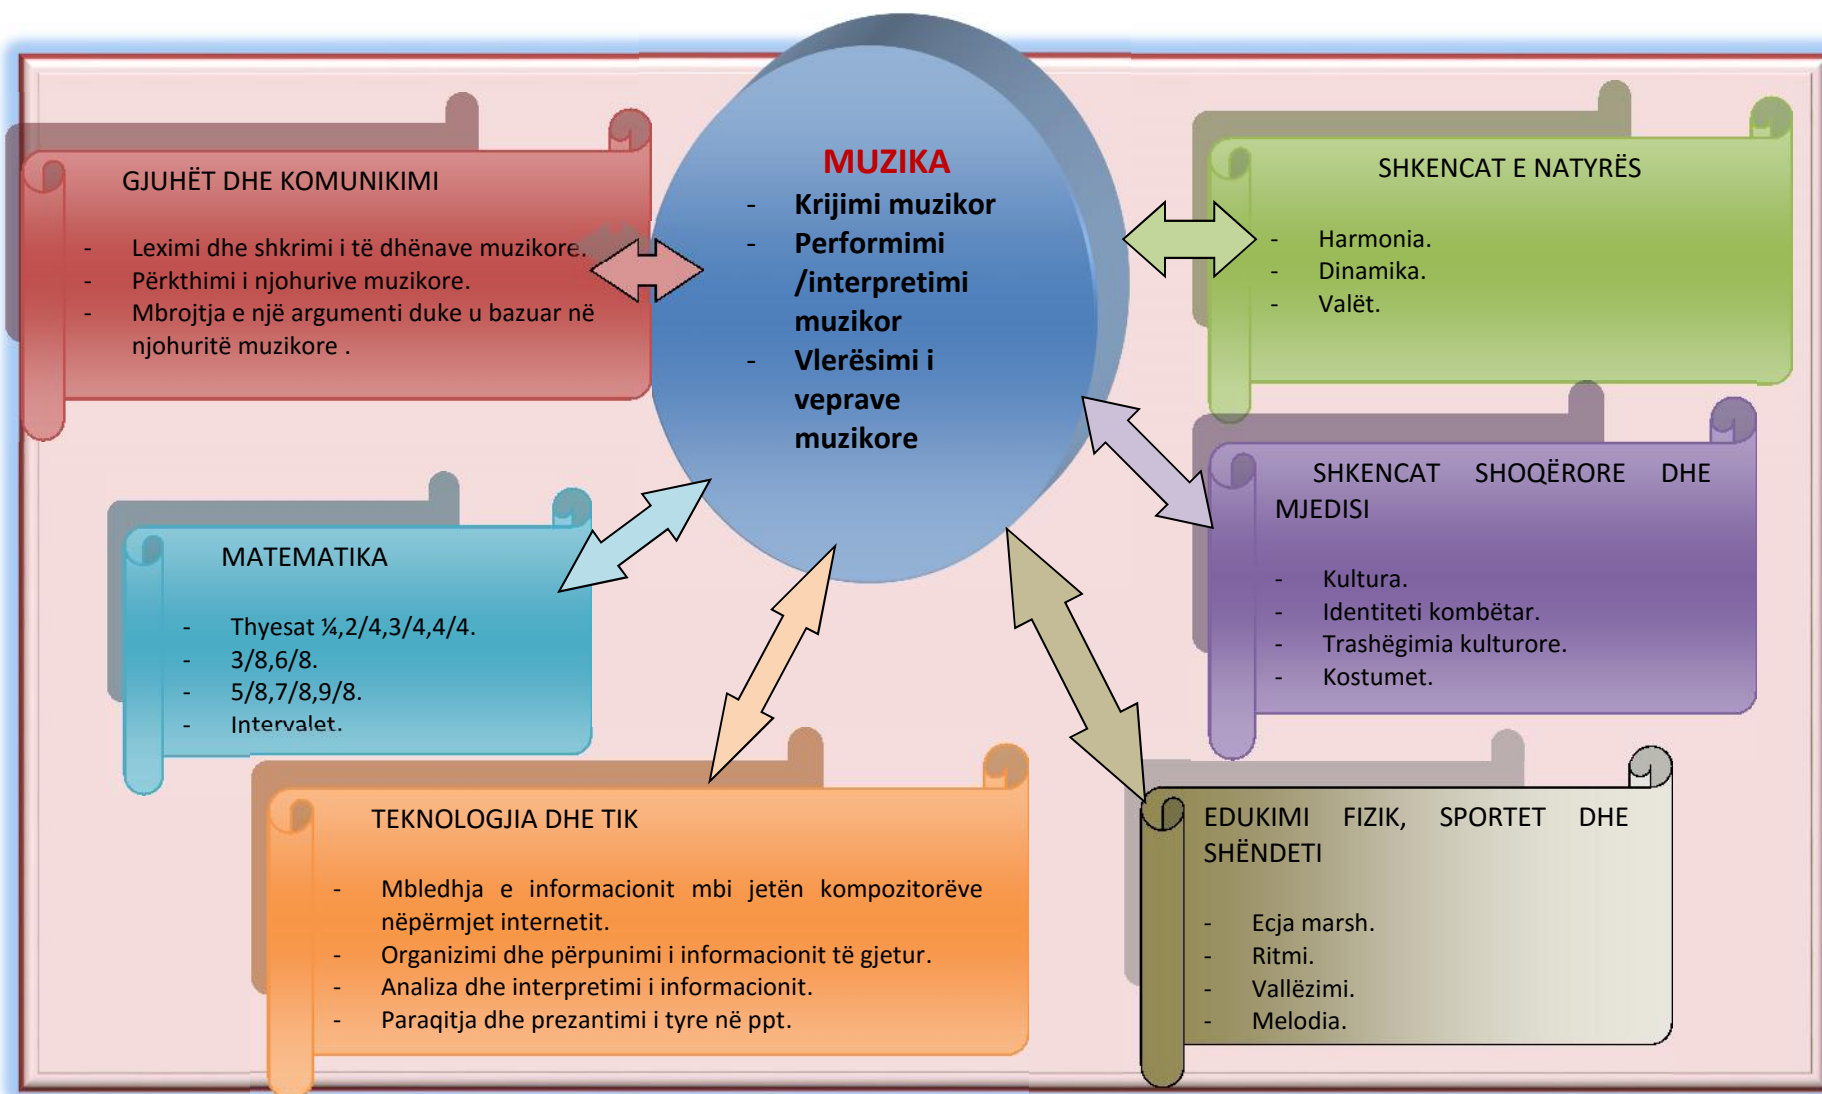 MUZIKA
- Krijimi muzikor
- Performimi
/interpretimi
muzikor
- Vlerësimi i
veprave
muzikore
GJUHËT DHE KOMUNIKIMI
- Leximi dhe shkrimi i të dhënave muzikore.
- Përkthimi i njohurive muzikore.
- Mbrojtja e një argumenti duke u bazuar në
njohuritë muzikore .
SHKENCAT E NATYRËS
- Harmonia.
- Dinamika.
- Valët.
SHKENCAT SHOQËRORE DHE
MJEDISI
- Kultura.
- Identiteti kombëtar.
- Trashëgimia kulturore.
- Kostumet.
MATEMATIKA
- Thyesat ¼,2/4,3/4,4/4.
- 3/8,6/8.
- 5/8,7/8,9/8.
- Intervalet.
TEKNOLOGJIA DHE TIK
- Mbledhja e informacionit mbi jetën kompozitorëve
nëpërmjet internetit.
- Organizimi dhe përpunimi i informacionit të gjetur.
- Analiza dhe interpretimi i informacionit.
- Paraqitja dhe prezantimi i tyre në ppt.
EDUKIMI FIZIK, SPORTET DHE
SHËNDETI
- Ecja marsh.
- Ritmi.
- Vallëzimi.
- Melodia.